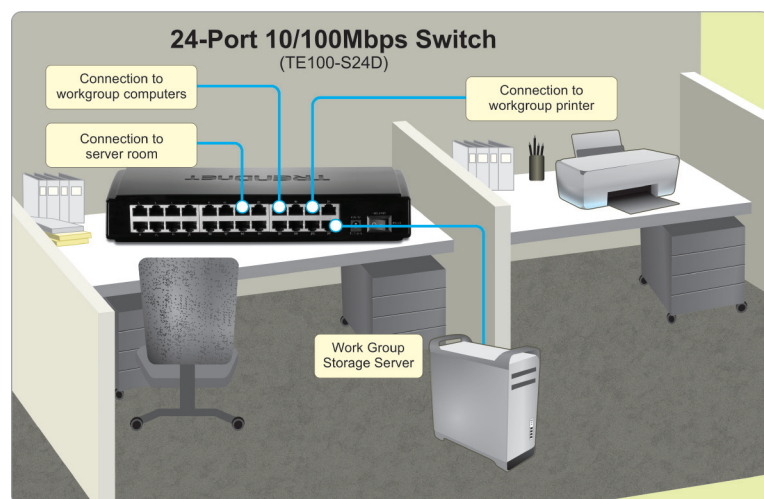 24-Port 10/100Mbps Switch
(TE100-S24D)
Connection to
workgroup computers
Connection to
workgroup printer
Connection to
server room
TRENDnet
Work Group
Storage Server